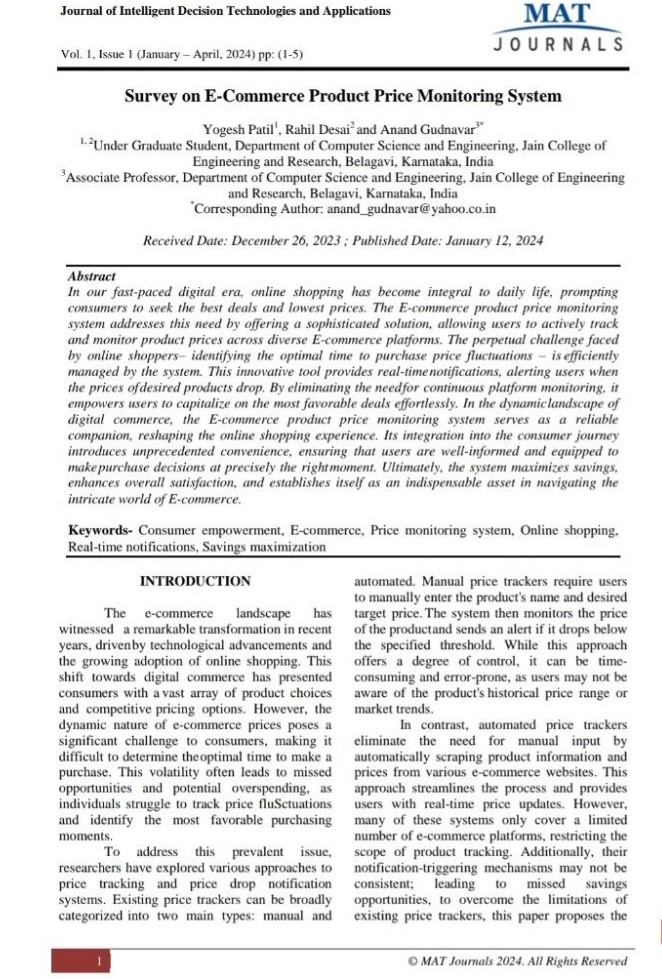 Journal of Intelligent Decision Technologies and Applications
MAT
JOURNALS
Vol. 1, Issue 1 (January – April, 2024) pp: (1-5)
Survey on E-Commerce Product Price Monitoring System
Yogesh Patil¹, Rahil Desai² and Anand Gudnavar³*
¹˒ ²Under Graduate Student, Department of Computer Science and Engineering, Jain College of
Engineering and Research, Belagavi, Karnataka, India
³Associate Professor, Department of Computer Science and Engineering, Jain College of Engineering
and Research, Belagavi, Karnataka, India
*Corresponding Author: anand_gudnavar@yahoo.co.in
Received Date: December 26, 2023 ; Published Date: January 12, 2024
Abstract
In our fast-paced digital era, online shopping has become integral to daily life, prompting
consumers to seek the best deals and lowest prices. The E-commerce product price monitoring
system addresses this need by offering a sophisticated solution, allowing users to actively track
and monitor product prices across diverse E-commerce platforms. The perpetual challenge faced
by online shoppers– identifying the optimal time to purchase price fluctuations – is efficiently
managed by the system. This innovative tool provides real-timenotifications, alerting users when
the prices ofdesired products drop. By eliminating the needfor continuous platform monitoring, it
empowers users to capitalize on the most favorable deals effortlessly. In the dynamiclandscape of
digital commerce, the E-commerce product price monitoring system serves as a reliable
companion, reshaping the online shopping experience. Its integration into the consumer journey
introduces unprecedented convenience, ensuring that users are well-informed and equipped to
makepurchase decisions at precisely the rightmoment. Ultimately, the system maximizes savings,
enhances overall satisfaction, and establishes itself as an indispensable asset in navigating the
intricate world of E-commerce.
Keywords- Consumer empowerment, E-commerce, Price monitoring system, Online shopping,
Real-time notifications, Savings maximization
INTRODUCTION
The e-commerce landscape has
witnessed a remarkable transformation in recent
years, drivenby technological advancements and
the growing adoption of online shopping. This
shift towards digital commerce has presented
consumers with a vast array of product choices
and competitive pricing options. However, the
dynamic nature of e-commerce prices poses a
significant challenge to consumers, making it
difficult to determine theoptimal time to make a
purchase. This volatility often leads to missed
opportunities and potential overspending, as
individuals struggle to track price fluSctuations
and identify the most favorable purchasing
moments.
To address this prevalent issue,
researchers have explored various approaches to
price tracking and price drop notification
systems. Existing price trackers can be broadly
categorized into two main types: manual and
automated. Manual price trackers require users
to manually enter the product's name and desired
target price. The system then monitors the price
of the productand sends an alert if it drops below
the specified threshold. While this approach
offers a degree of control, it can be time-
consuming and error-prone, as users may not be
aware of the product's historical price range or
market trends.
In contrast, automated price trackers
eliminate the need for manual input by
automatically scraping product information and
prices from various e-commerce websites. This
approach streamlines the process and provides
users with real-time price updates. However,
many of these systems only cover a limited
number of e-commerce platforms, restricting the
scope of product tracking. Additionally, their
notification-triggering mechanisms may not be
consistent; leading to missed savings
opportunities, to overcome the limitations of
existing price trackers, this paper proposes the
1
© MAT Journals 2024. All Rights Reserved